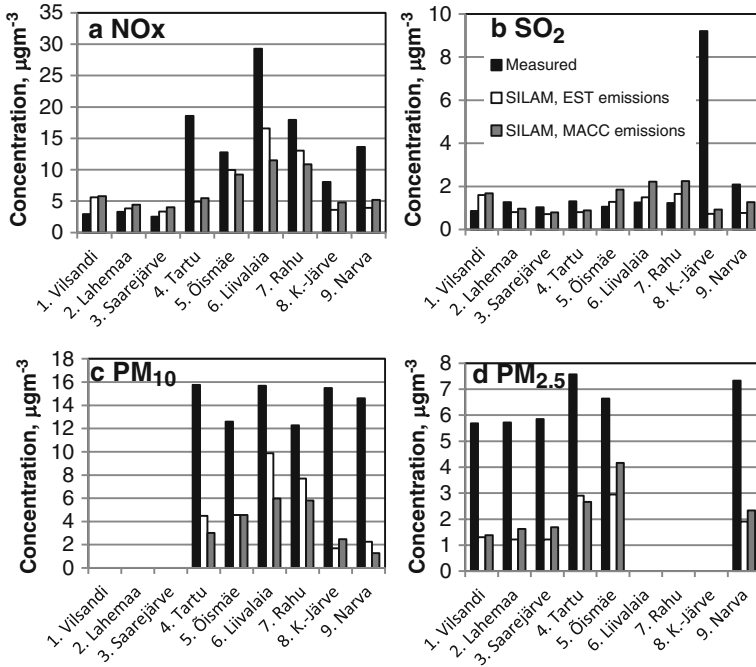 a NOx
Concentration, µgm-3
35
30
25
20
15
10
5
0
1. Vilsandi
2. Lahemaa
3. Saarejärve
4. Tartu
5. Õismäe
6. Liivalaia
7. Rahu
8. K.-Järve
9. Narva
b SO2
Concentration, µgm-3
10
8
6
4
2
0
Measured
SILAM, EST emissions
SILAM, MACC emissions
1. Vilsandi
2. Lahemaa
3. Saarejärve
4. Tartu
5. Õismäe
6. Liivalaia
7. Rahu
8. K.-Järve
9. Narva
c PM10
Concentration, µgm-3
18
16
14
12
10
8
6
4
2
0
1. Vilsandi
2. Lahemaa
3. Saarejärve
4. Tartu
5. Õismäe
6. Liivalaia
7. Rahu
8. K.-Järve
9. Narva
d PM2.5
Concentration, µgm-3
8
7
6
5
4
3
2
1
0
1. Vilsandi
2. Lahemaa
3. Saarejärve
4. Tartu
5. Õismäe
6. Liivalaia
7. Rahu
8. K.-Järve
9. Narva